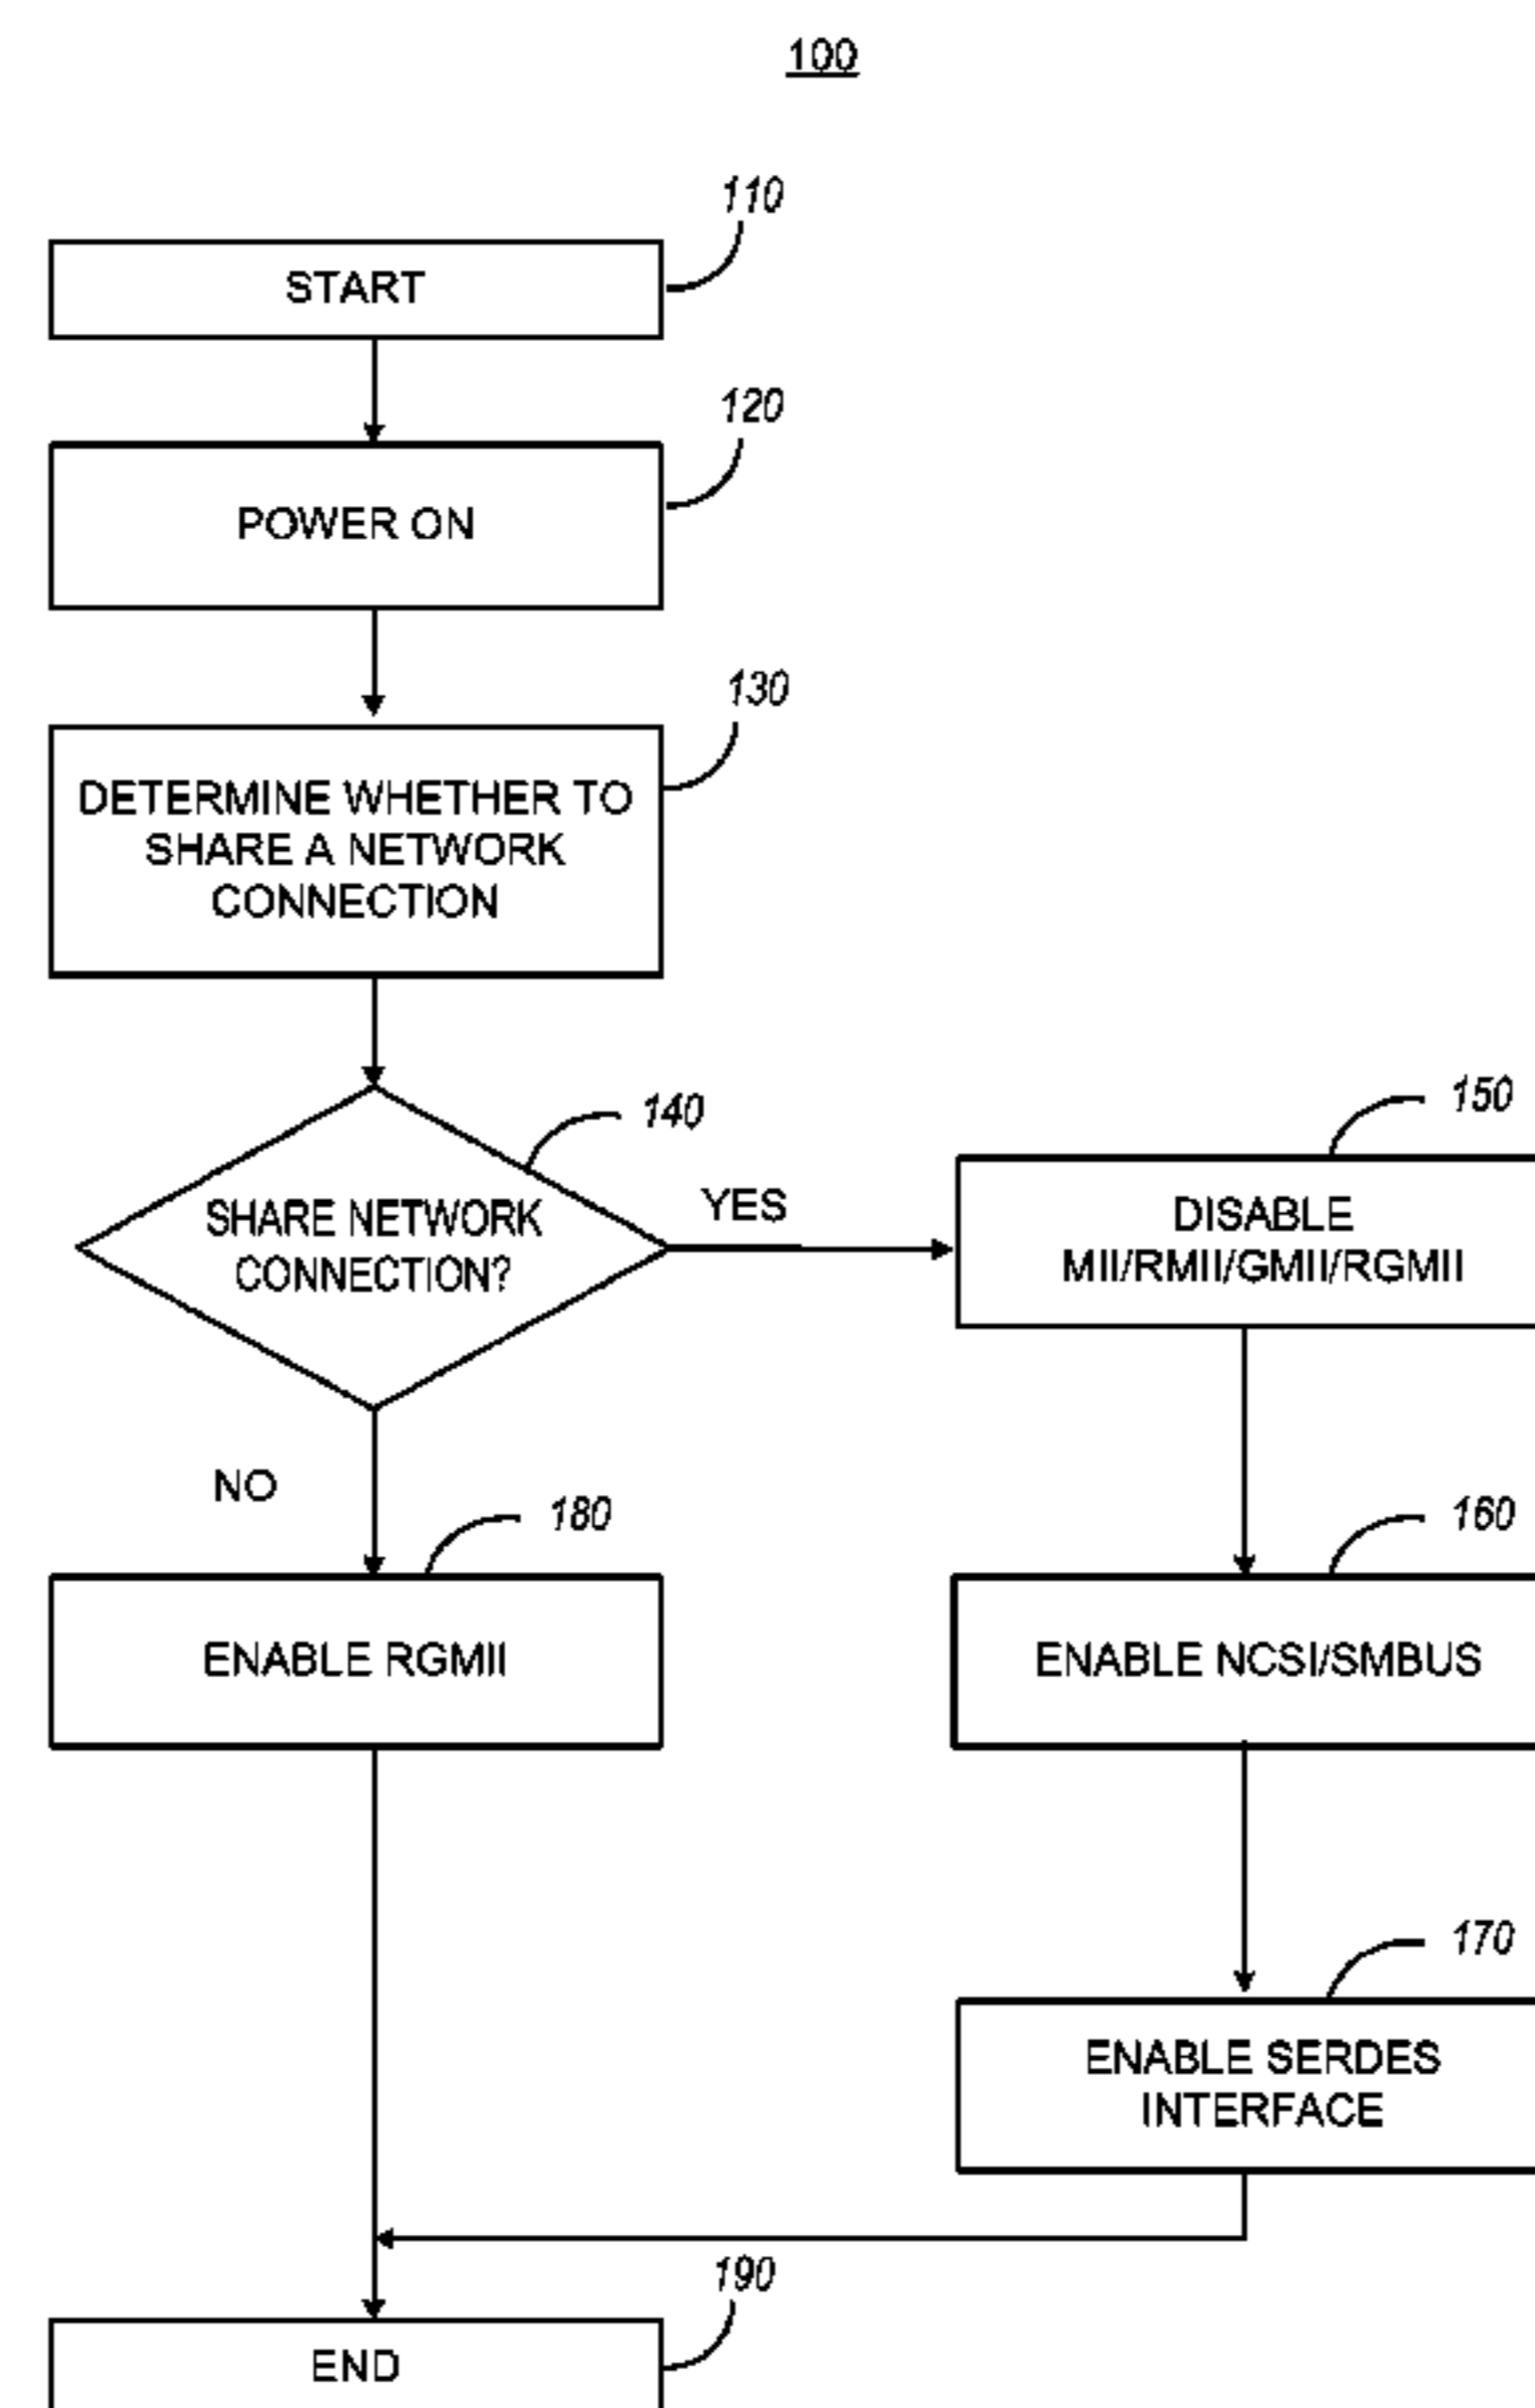 100
110
START
120
POWER ON
130
DETERMINE WHETHER TO
SHARE A NETWORK
CONNECTION
140
SHARE NETWORK
CONNECTION?
YES
150
DISABLE
MII/RMII/GMII/RGMII
NO
180
ENABLE RGMII
160
ENABLE NCSI/SMBUS
170
ENABLE SERDES
INTERFACE
190
END